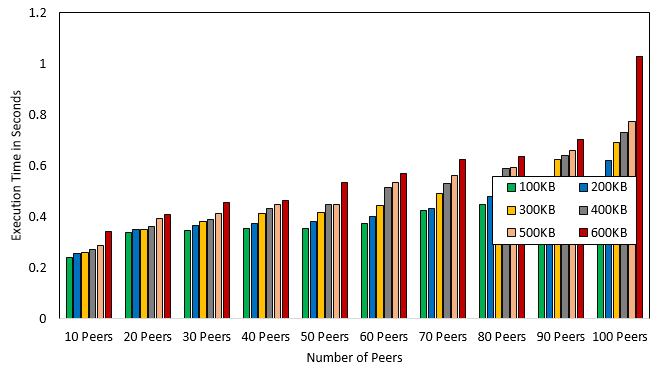 1.2
1
0.8
0.6
0.4
0.2
0
Execution Time in Seconds
100KB 200KB
300KB 400KB
500KB 600KB
10 Peers 20 Peers 30 Peers 40 Peers 50 Peers 60 Peers 70 Peers 80 Peers 90 Peers 100 Peers
Number of Peers